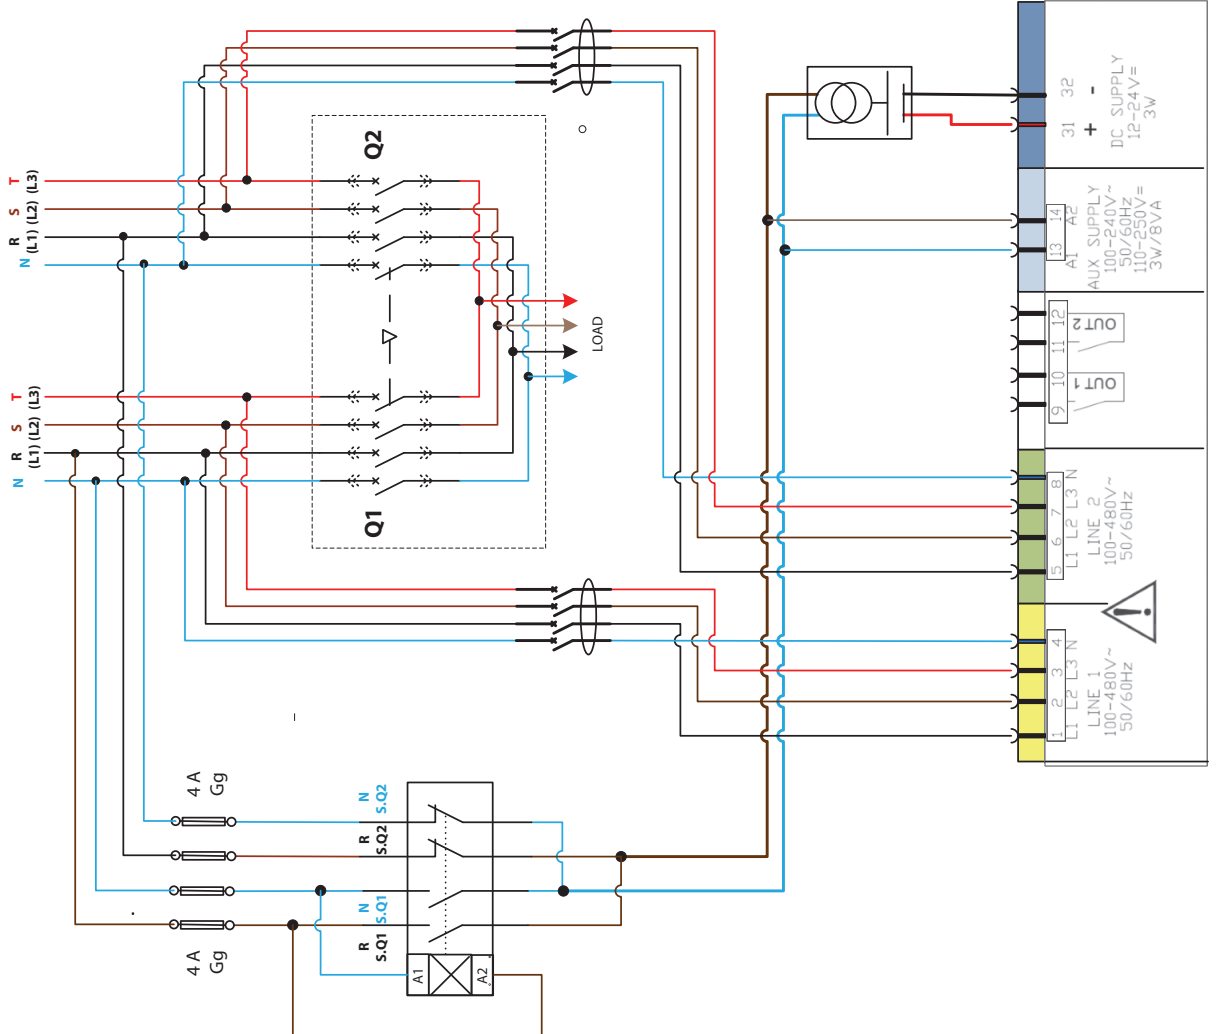 Q2
T
(L3)
S
(L2)
R
(L1)
N
T
(L3)
S
(L2)
R
(L1)
N
Q1
LOAD
4 A
Gg
4 A
Gg
N
S.Q2
R
S.Q2
N
S.Q1
R
S.Q1
A1
A2
31 32
+ -
DC SUPPLY
12-24V=
3W
13 14
A1 A2
AUX SUPPLY
100-240V~
50/60Hz
110-250V=
3W/8VA
11 12
OUT 2
9 10
OUT 1
5 6 7 8
L1 L2 L3 N
LINE 2
100-480V~
50/60Hz
1 2 3 4
L1 L2 L3 N
LINE 1
100-480V~
50/60Hz